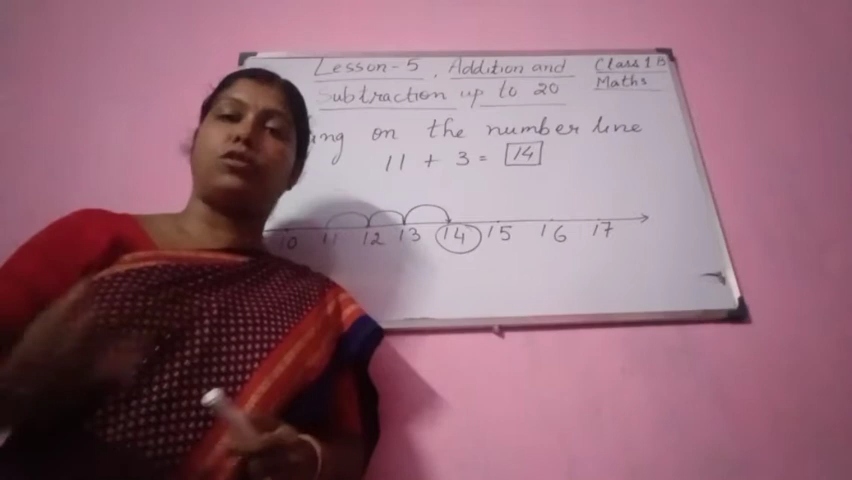 Lesson-5, Addition and
Subtraction up to 20
Class 1 B
Maths
on the number line
11 + 3 = 14
10 11 12 13 14 15 16 17